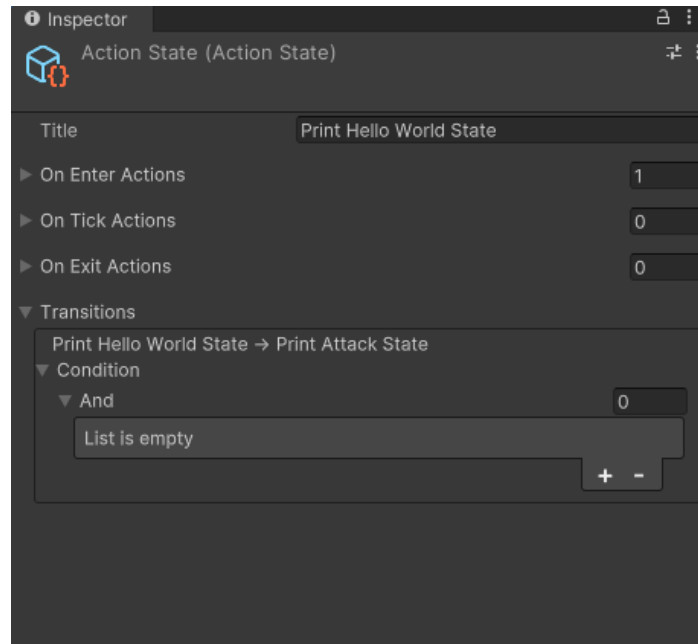 Inspector
Action State (Action State)
Title Print Hello World State
On Enter Actions 1
On Tick Actions 0
On Exit Actions 0
Transitions
Print Hello World State → Print Attack State
Condition
And 0
List is empty
+ -